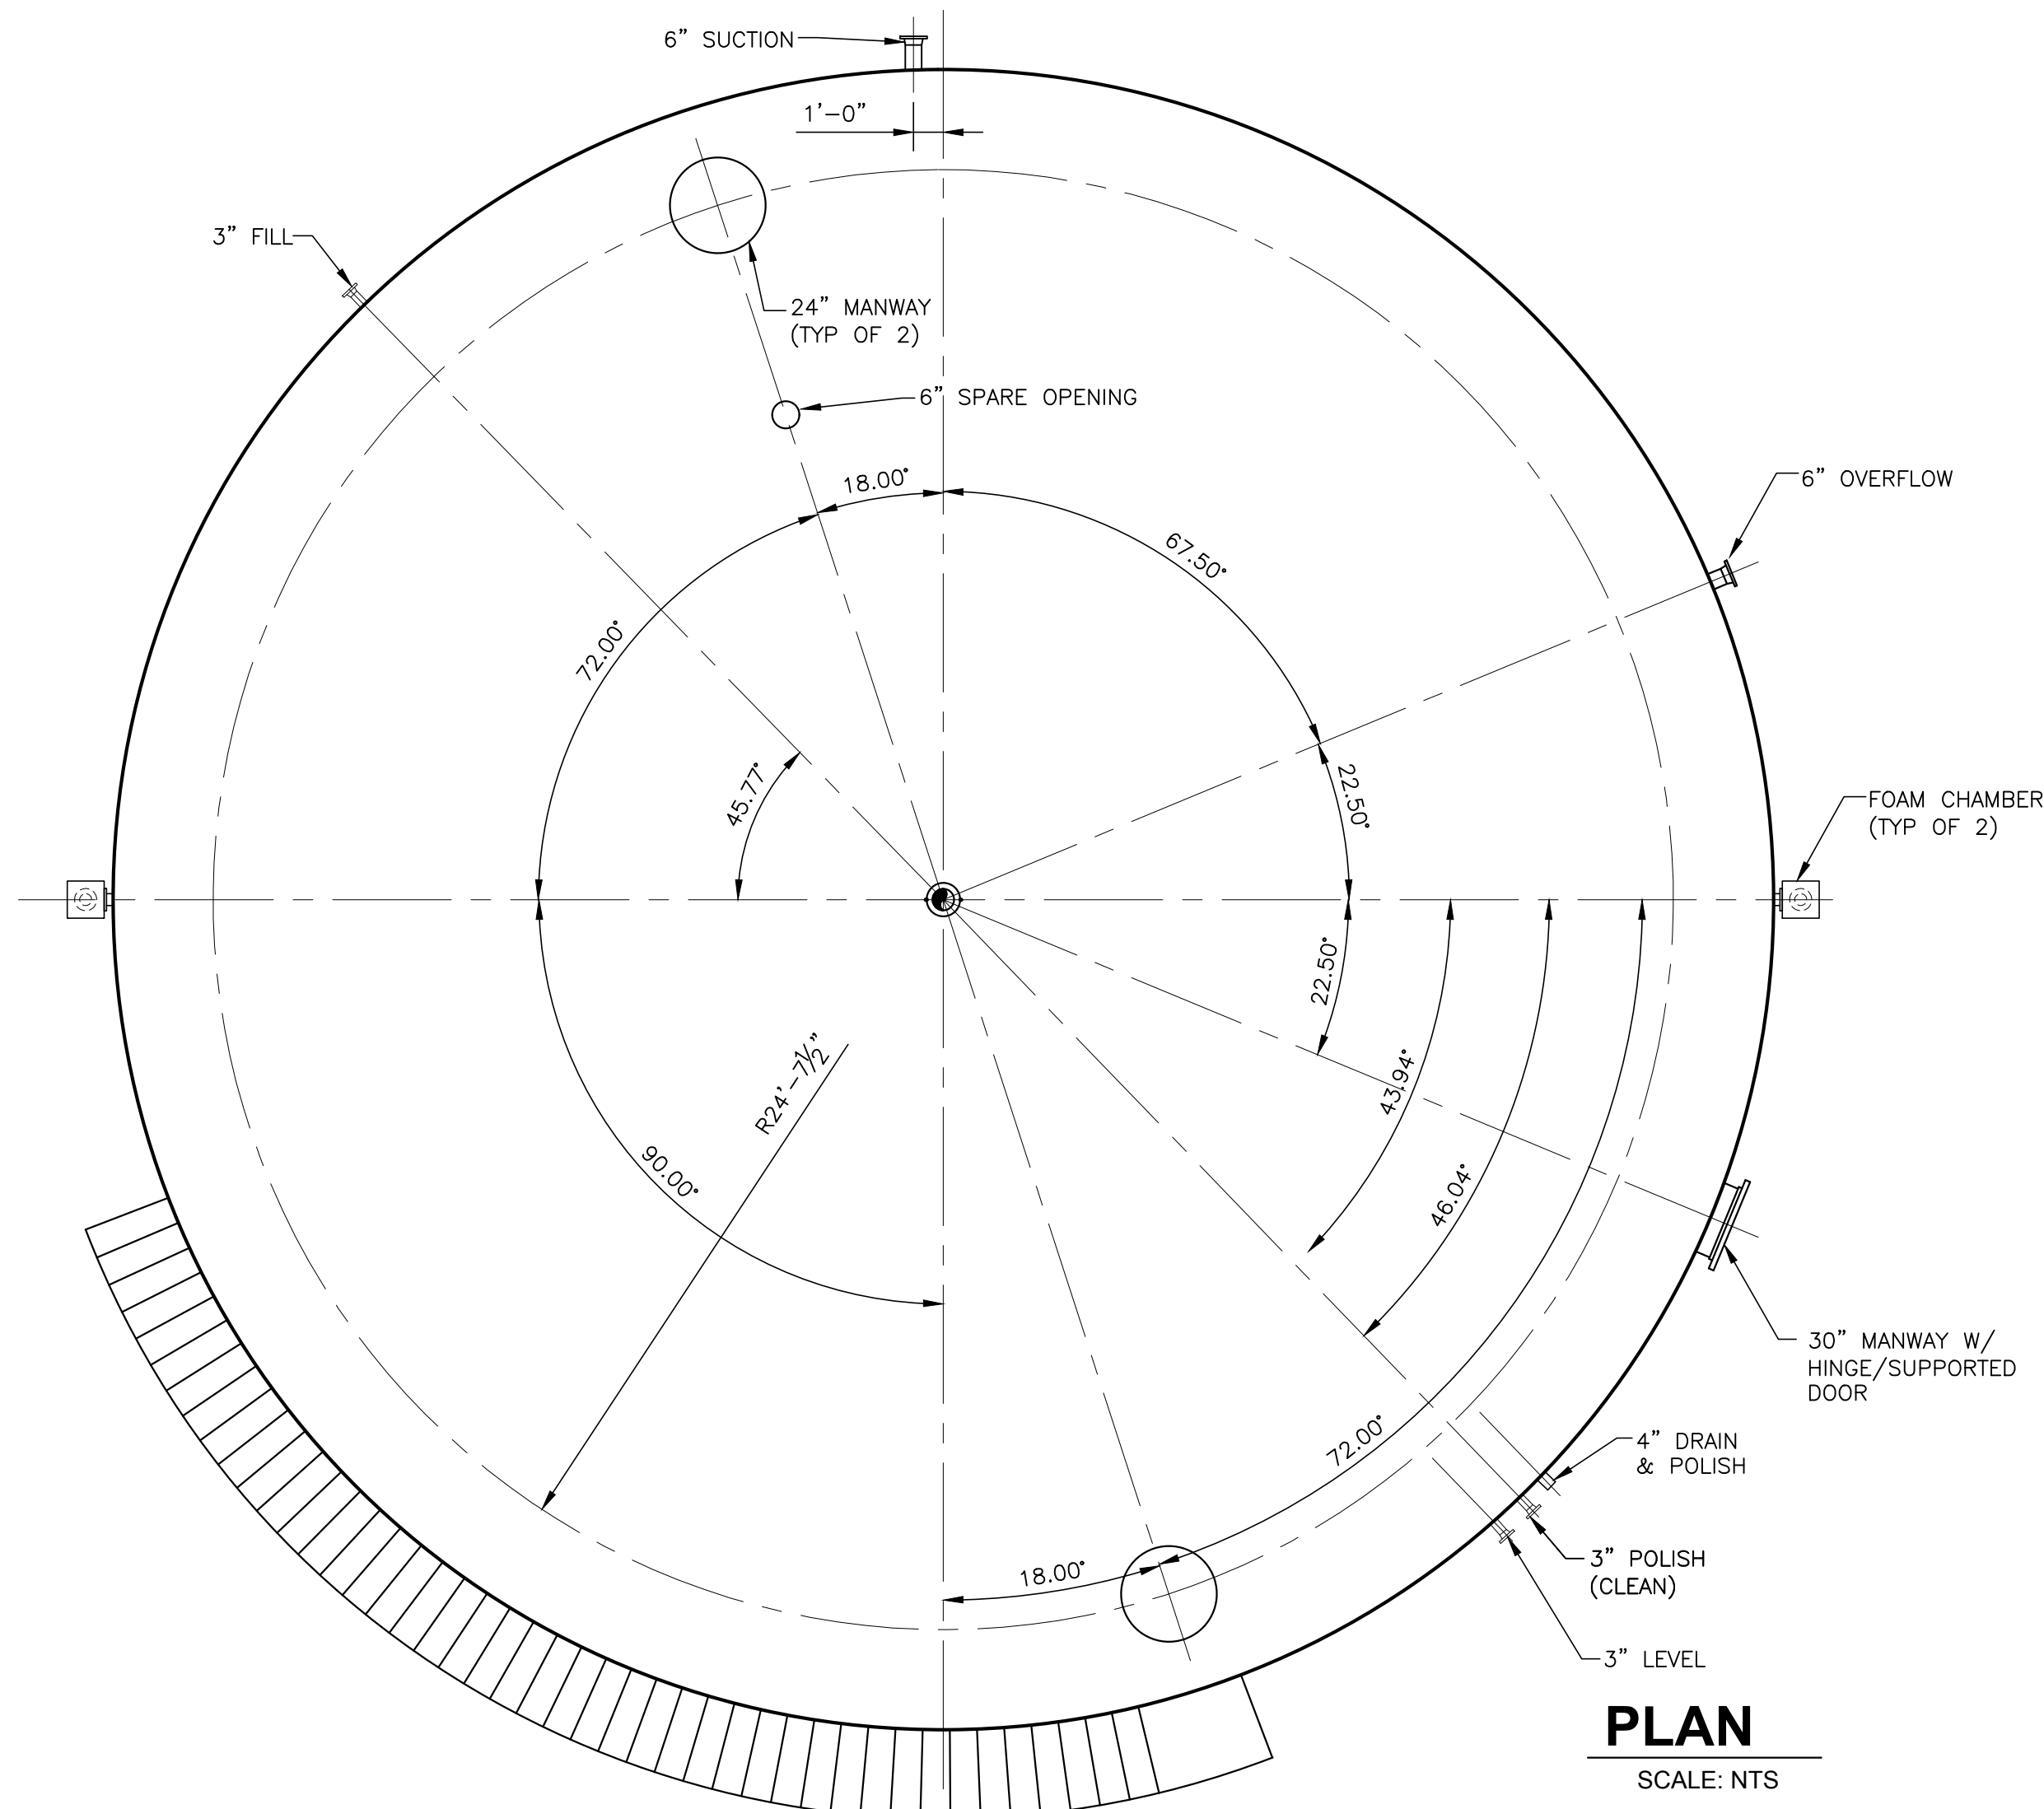 6” SUCTION
1’-0”
3” FILL
24” MANWAY
(TYP OF 2)
6” SPARE OPENING
18.00°
67.50°
6” OVERFLOW
72.00°
45.77°
22.50°
FOAM CHAMBER
(TYP OF 2)
22.50°
R24’-7½”
43.94°
90.00°
46.04°
30” MANWAY W/
HINGE/SUPPORTED
DOOR
72.00°
4” DRAIN
& POLISH
18.00°
3” POLISH
(CLEAN)
3” LEVEL
PLAN
SCALE: NTS